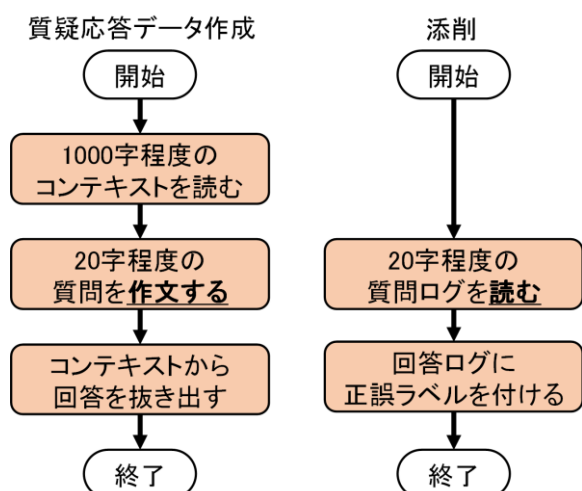 質疑応答データ作成
開始
1000字程度の
コンテキストを読む
20字程度の
質問を作文する
コンテキストから
回答を抜き出す
終了
添削
開始
20字程度の
質問ログを読む
回答ログに
正誤ラベルを付ける
終了